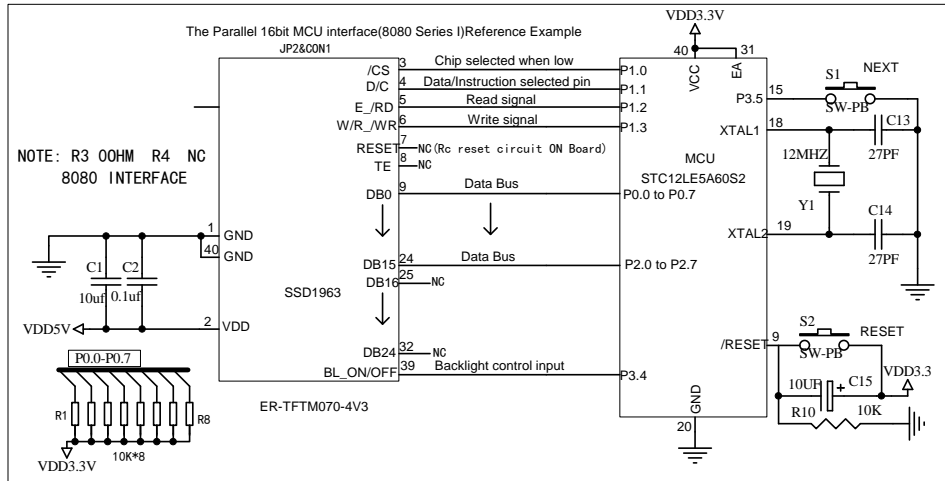 The Parallel 16bit MCU interface(8080 Series I)Reference Example
JP2&CON1
VDD3.3V
40
31
VCC
EA
/CS
3
Chip selected when low
P1.0
D/C
4
Data/Instruction selected pin
P1.1
E_/RD
5
Read signal
P1.2
W/R_/WR
6
Write signal
P1.3
RESET
7
NC(Rc reset circuit ON Board)
TE
8
NC
DB0
9
Data Bus
P0.0 to P0.7
DB15
24
Data Bus
P2.0 to P2.7
DB16
25
NC
DB24
32
NC
BL_ON/OFF
39
Backlight control input
P3.4
NOTE: R3 0OHM R4 NC
8080 INTERFACE
1
GND
40
GND
C1
C2
10uf
0.1uf
VDD5V
2
VDD
SSD1963
ER-TFTM070-4V3
P0.0-P0.7
R1
R8
VDD3.3V
10K*8
MCU
STC12LE5A60S2
P3.5
15
S1
NEXT
SW-PB
XTAL1
18
C13
27PF
12MHZ
Y1
C14
XTAL2
19
27PF
/RESET
9
S2
RESET
SW-PB
VDD3.3
10UF
+
C15
R10
10K
GND
20